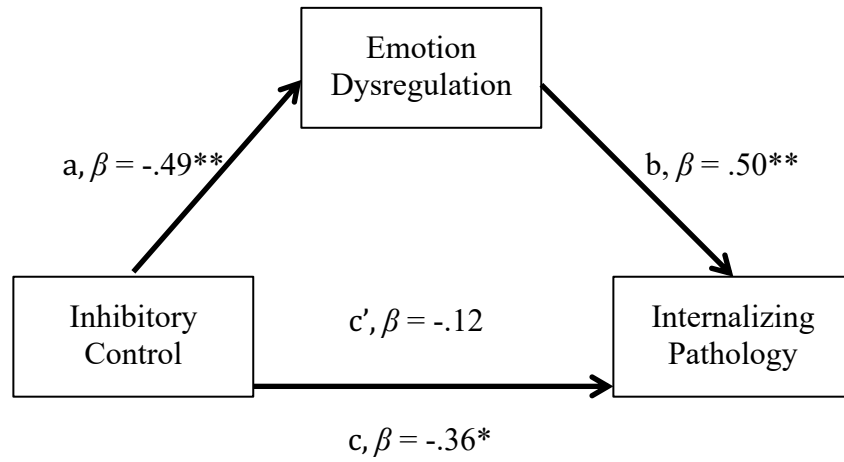 Emotion
Dysregulation
a, β = -.49**
b, β = .50**
Inhibitory
Control
c’, β = -.12
Internalizing
Pathology
c, β = -.36*